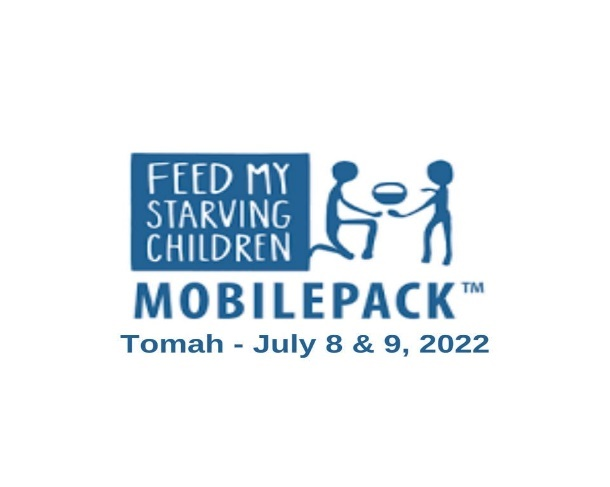 FEED MY
STARVING
CHILDREN
MOBILEPACK™
Tomah - July 8 & 9, 2022